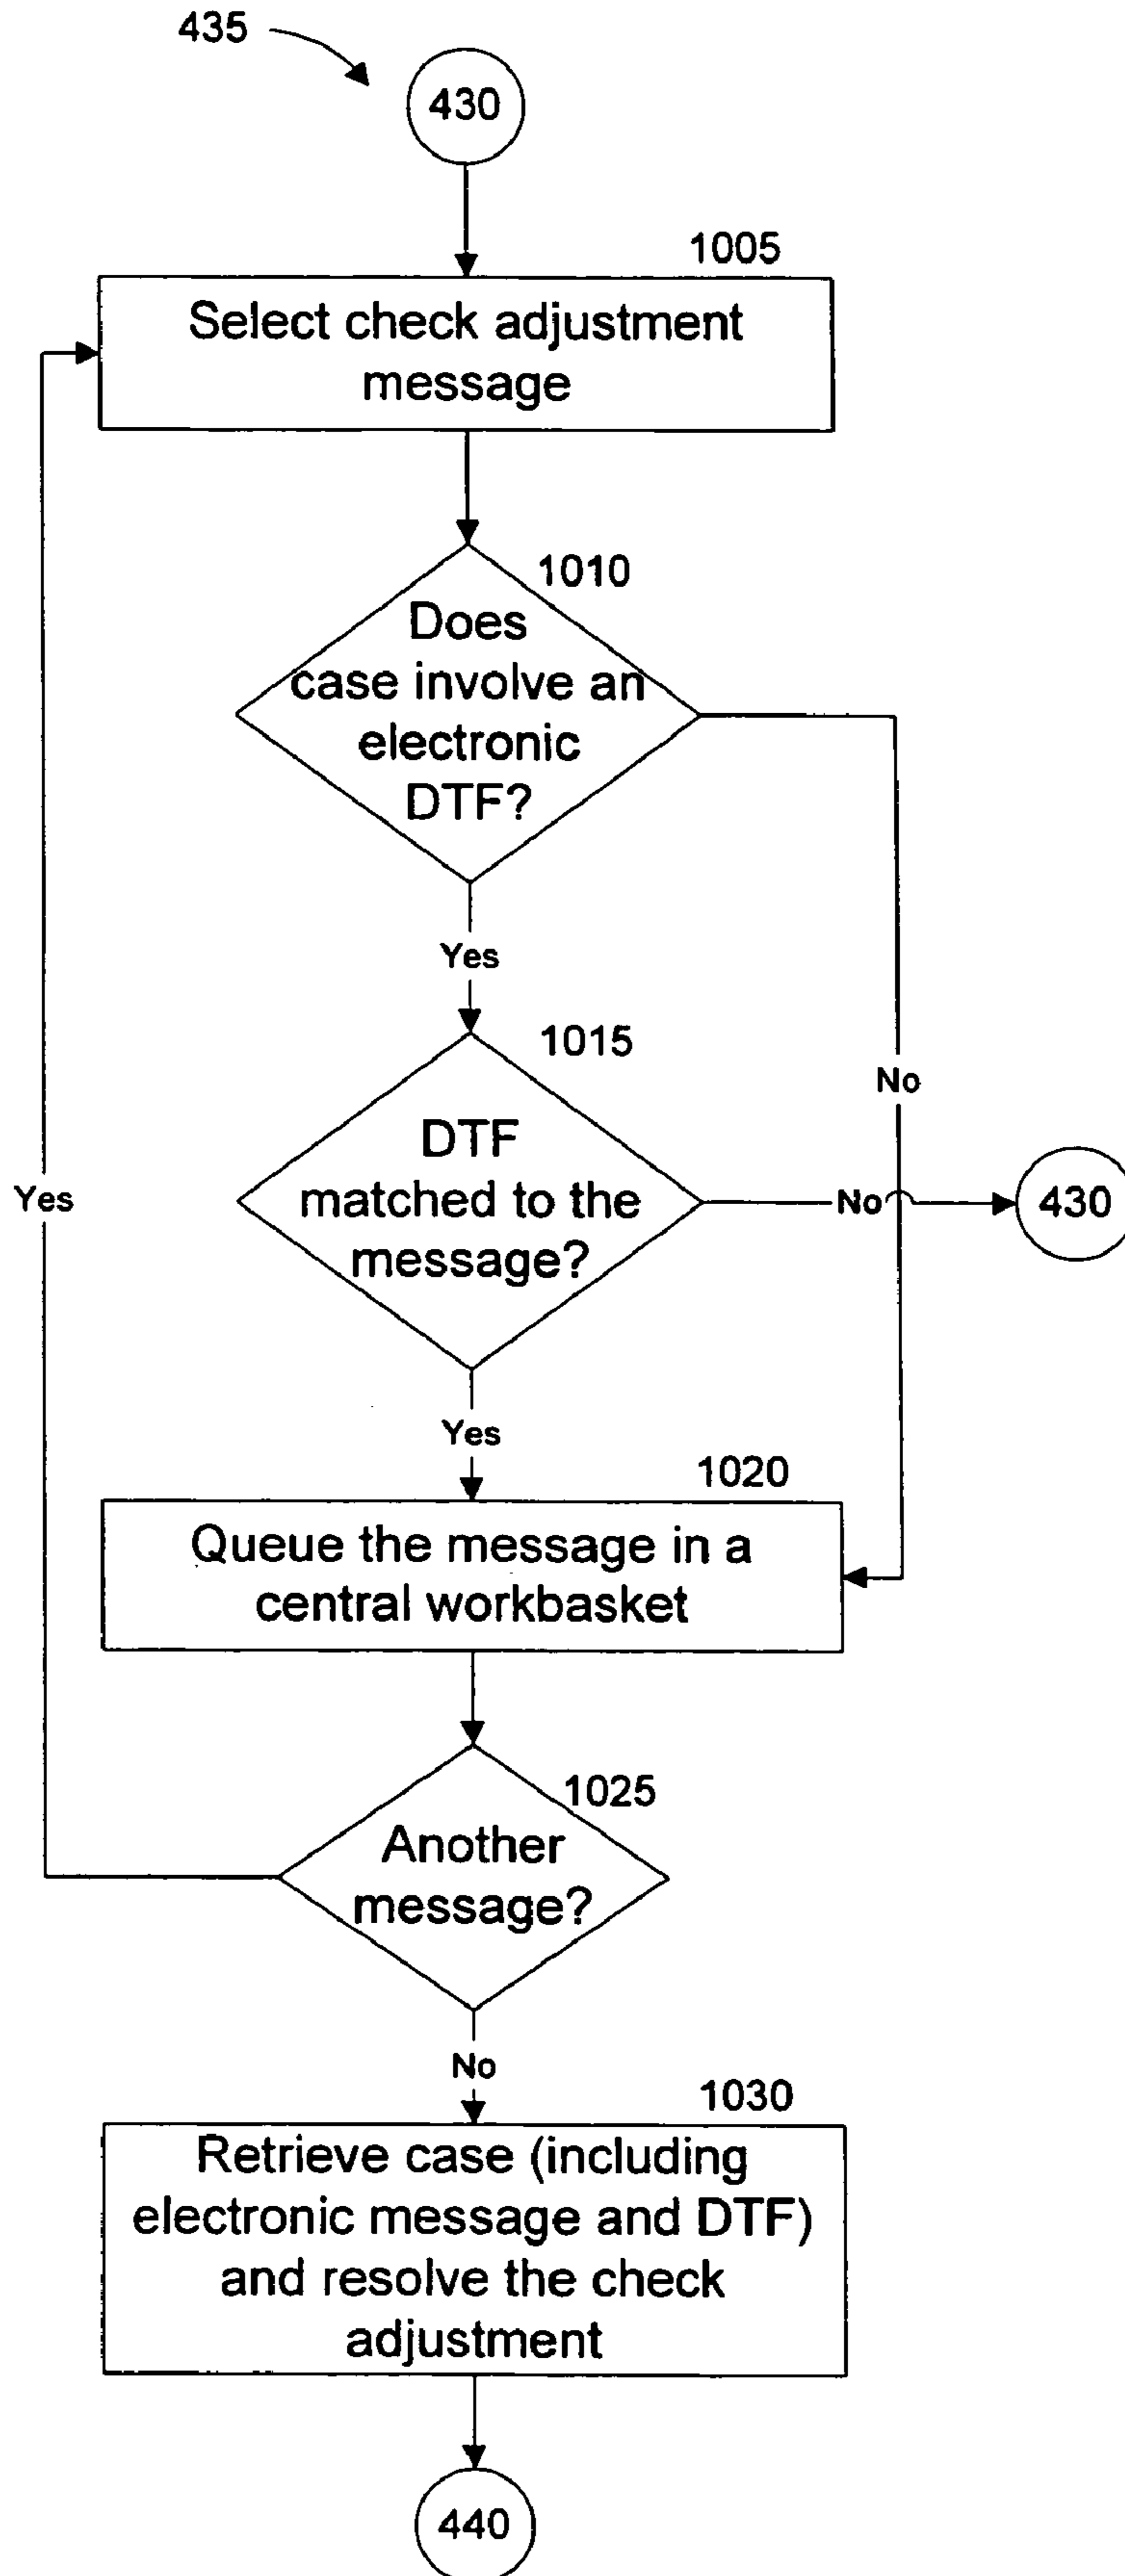 435
430
1005
Select check adjustment
message
1010
Does
case involve an
electronic
DTF?
Yes
No
1015
DTF
matched to the
message?
Yes
No
430
Yes
1020
Queue the message in a
central workbasket
1025
Another
message?
No
1030
Retrieve case (including
electronic message and DTF)
and resolve the check
adjustment
440